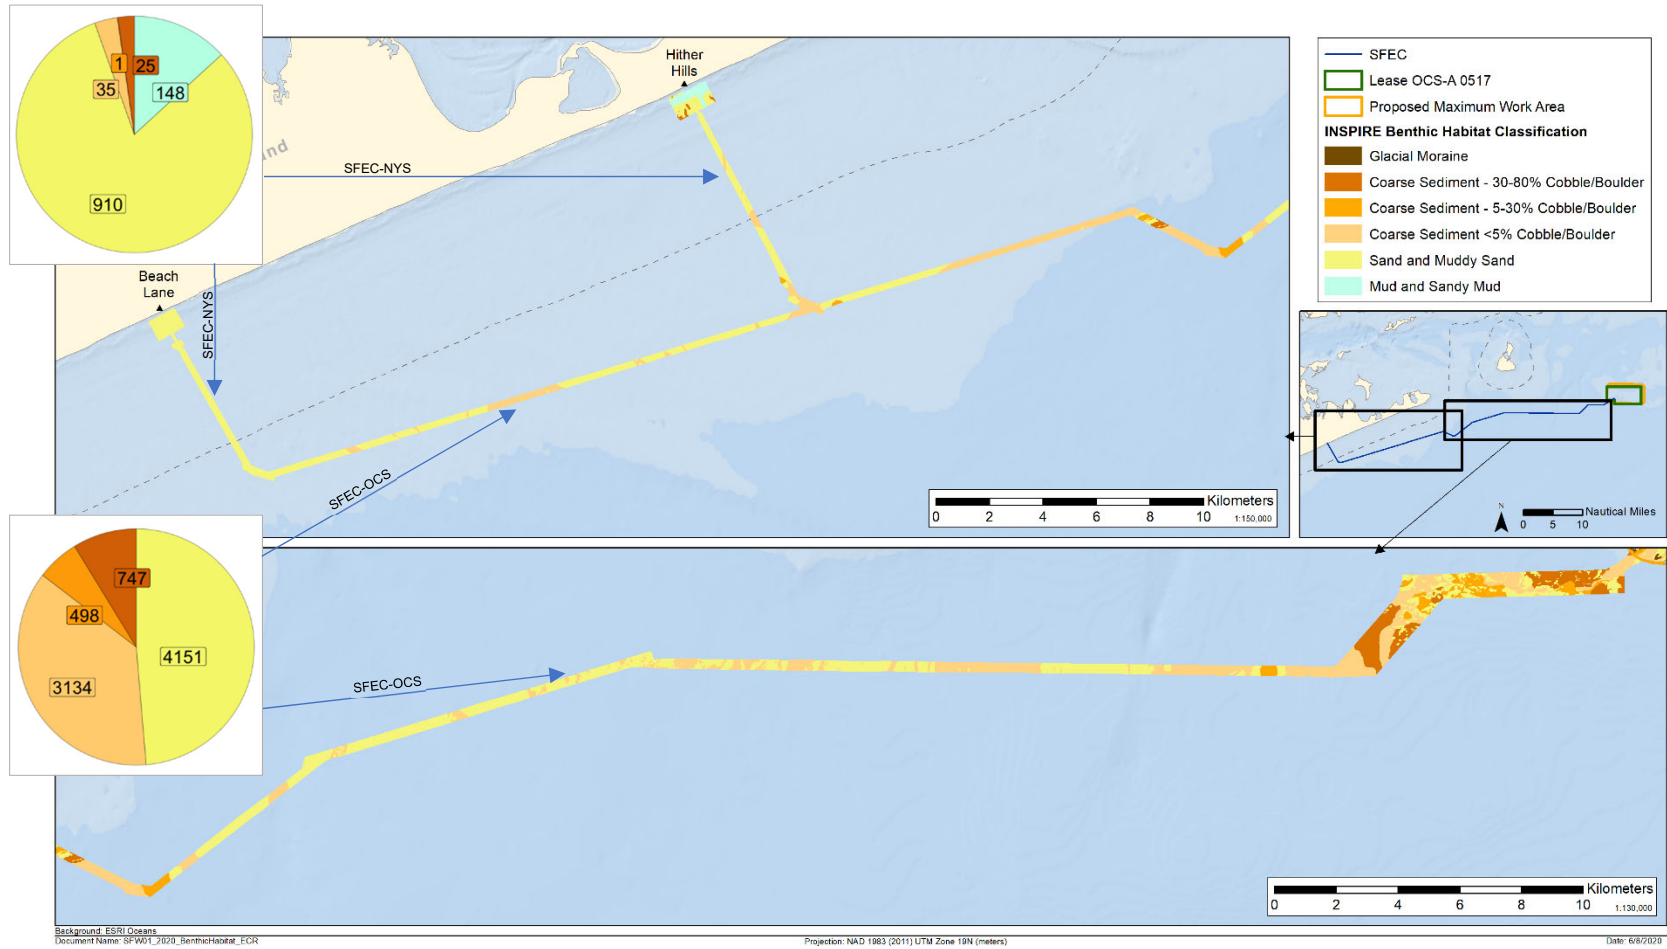 1
25
35
148
910
nd
Hither
Hills
SFEC-NYS
Beach
Lane
SFEC-NYS
SFEC-OCS
Kilometers
0 2 4 6 8 10
1:150,000
SFEC
Lease OCS-A 0517
Proposed Maximum Work Area
INSPIRE Benthic Habitat Classification
Glacial Moraine
Coarse Sediment - 30-80% Cobble/Boulder
Coarse Sediment - 5-30% Cobble/Boulder
Coarse Sediment <5% Cobble/Boulder
Sand and Muddy Sand
Mud and Sandy Mud
N
Nautical Miles
0 5 10
747
498
4151
3134
SFEC-OCS
Kilometers
0 2 4 6 8 10
1:130,000
Background: ESRI Oceans
Document Name: SFW01_2020_BenthicHabitat_ECR
Projection: NAD 1983 (2011) UTM Zone 19N (meters)
Date: 6/8/2020